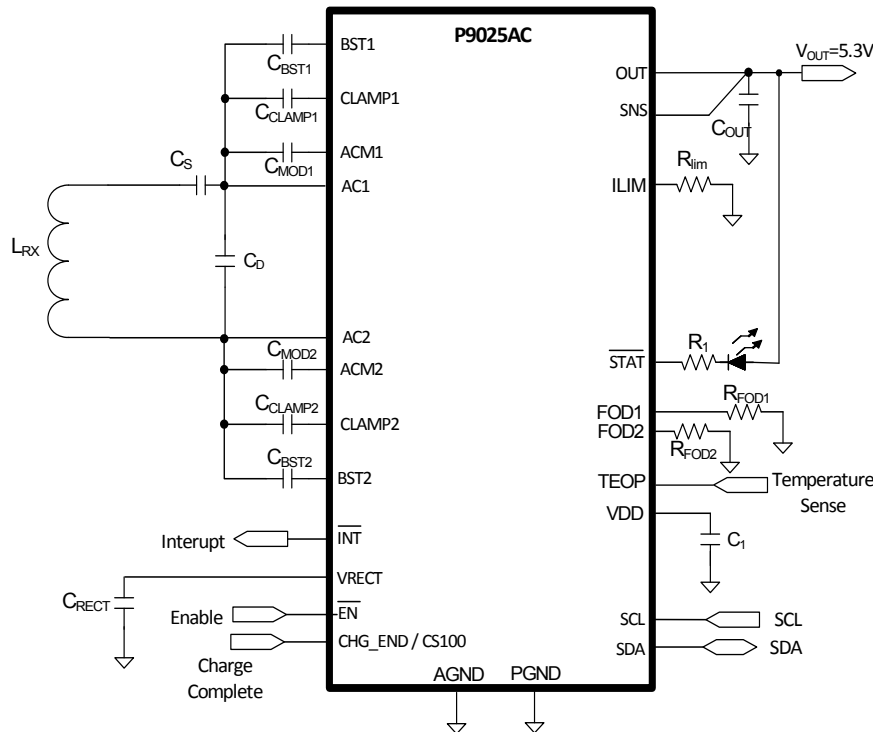 P9025AC
BST1
CBST1
CLAMP1
CCLAMP1
ACM1
CMOD1
CS
AC1
LRX
CD
AC2
CMOD2
ACM2
CCLAMP2
CLAMP2
CBST2
BST2
Interupt
INT
VRECT
CRECT
Enable
EN
CHG_END / CS100
Charge
Complete
AGND
PGND
VOUT=5.3V
OUT
SNS
COUT
ILIM
Rlim
STAT
R1
FOD1
RFOD1
FOD2
RFOD2
TEOP
Temperature
Sense
VDD
C1
SCL
SCL
SDA
SDA